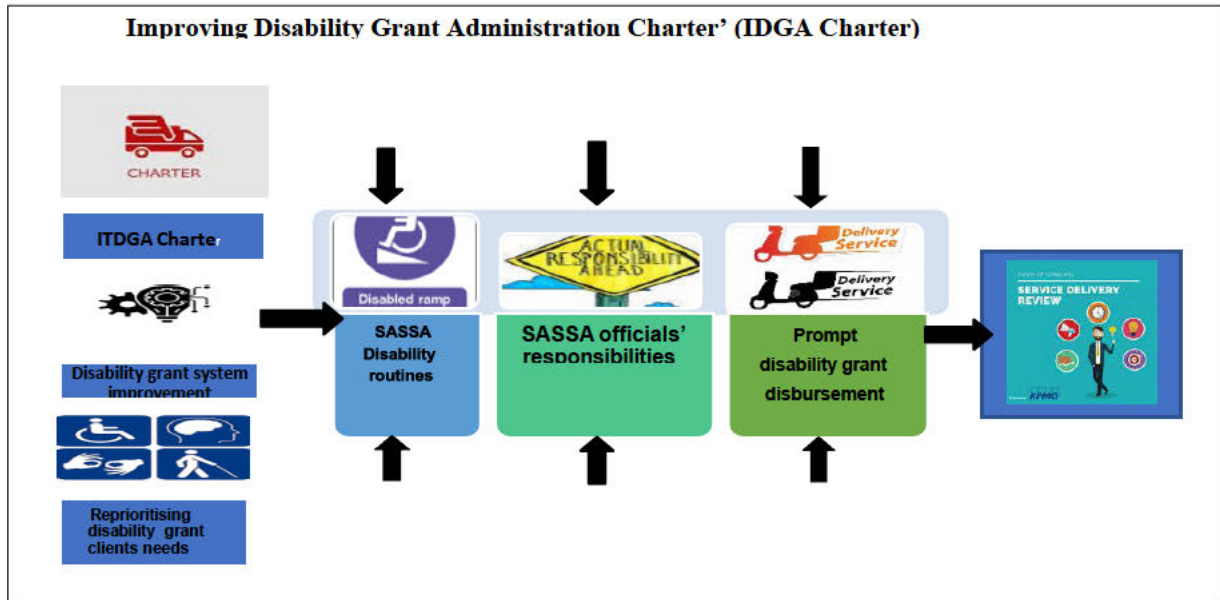 Improving Disability Grant Administration Charter’ (IDGA Charter)
CHARTER
ITDGA Charter
Disability grant system
improvement
Reprioritising
disability grant
clients needs
Disabled ramp
SASSA
Disability
routines
ACTUAL
RESPONSIBILITY
AHEAD
SASSA officials’
responsibilities
Delivery
Service
Delivery
Service
Prompt
disability grant
disbursement
SERVICE DELIVERY
REVIEW
KPMG